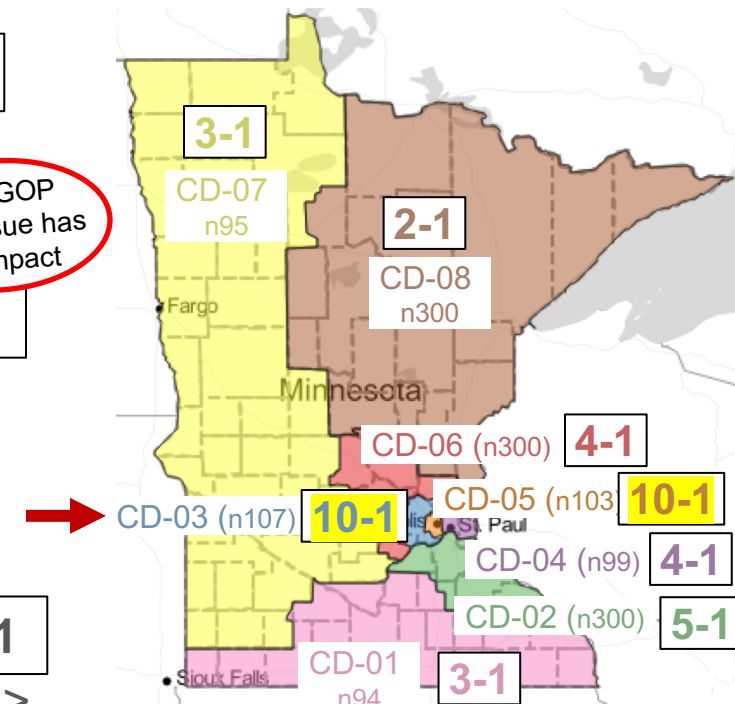 GOP
has
3-1
CD-07
n95
2-1
CD-08
n300
Fargo
Minnesota
CD-06 (n300) 4-1
CD-05 (n103) 10-1
CD-03 (n107) 10-1
St. Paul
CD-04 (n99) 4-1
CD-02 (n300) 5-1
1
CD-01
n94
3-1
Sioux Falls
>